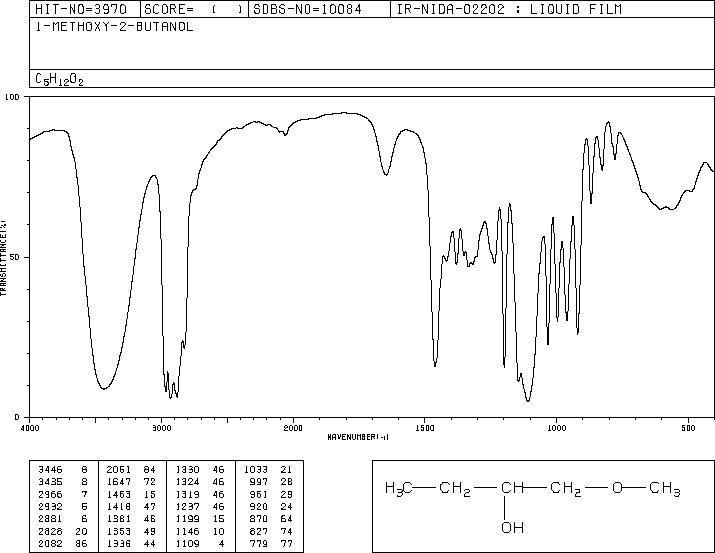 HIT-NO=3970 SCORE= ( ) SDBS-NO=10084 IR-NIDA-02202 : LIQUID FILM
1-METHOXY-2-BUTANOL
C5H12O2
100
50
0
TRANSMITTANCE(%)
4000 3000 2000 1500 1000 500
WAVENUMBER(-1)
3446 8 2051 84 1330 46 1033 21
3435 8 1647 72 1324 46 997 28
2966 7 1463 15 1319 46 961 29
2932 5 1418 47 1237 46 920 24
2881 6 1381 46 1199 15 870 64
2828 20 1353 49 1146 10 827 74
2082 86 1336 44 1109 4 779 77
H3C CH2 CH CH2 O CH3
OH